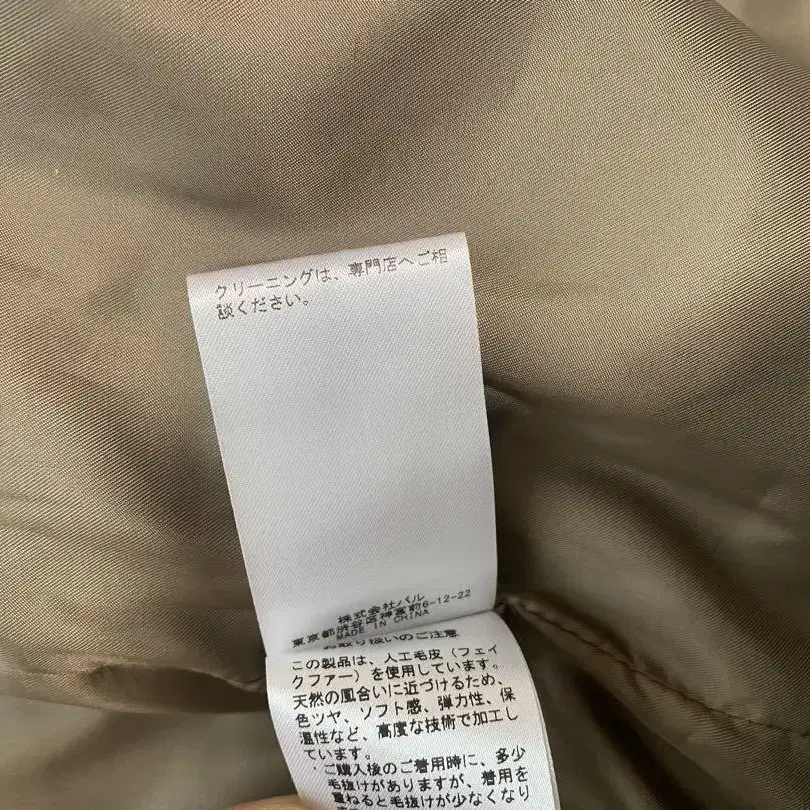 クリーニングは、専門店へご相
談ください。
株式会社パル
東京都渋谷区神宮前6-12-22
MADE IN CHINA
お取り扱いのご注意
この製品は、人工毛皮（フェイ
クファー）を使用しています。
天然の風合いに近づけるため、
色ツヤ、ソフト感、弾力性、保
温性など、高度な技術で加工し
ています。
・ご購入後のご着用時に、多少
毛抜けがありますが、着用を
重ねると毛抜けが少なくなり